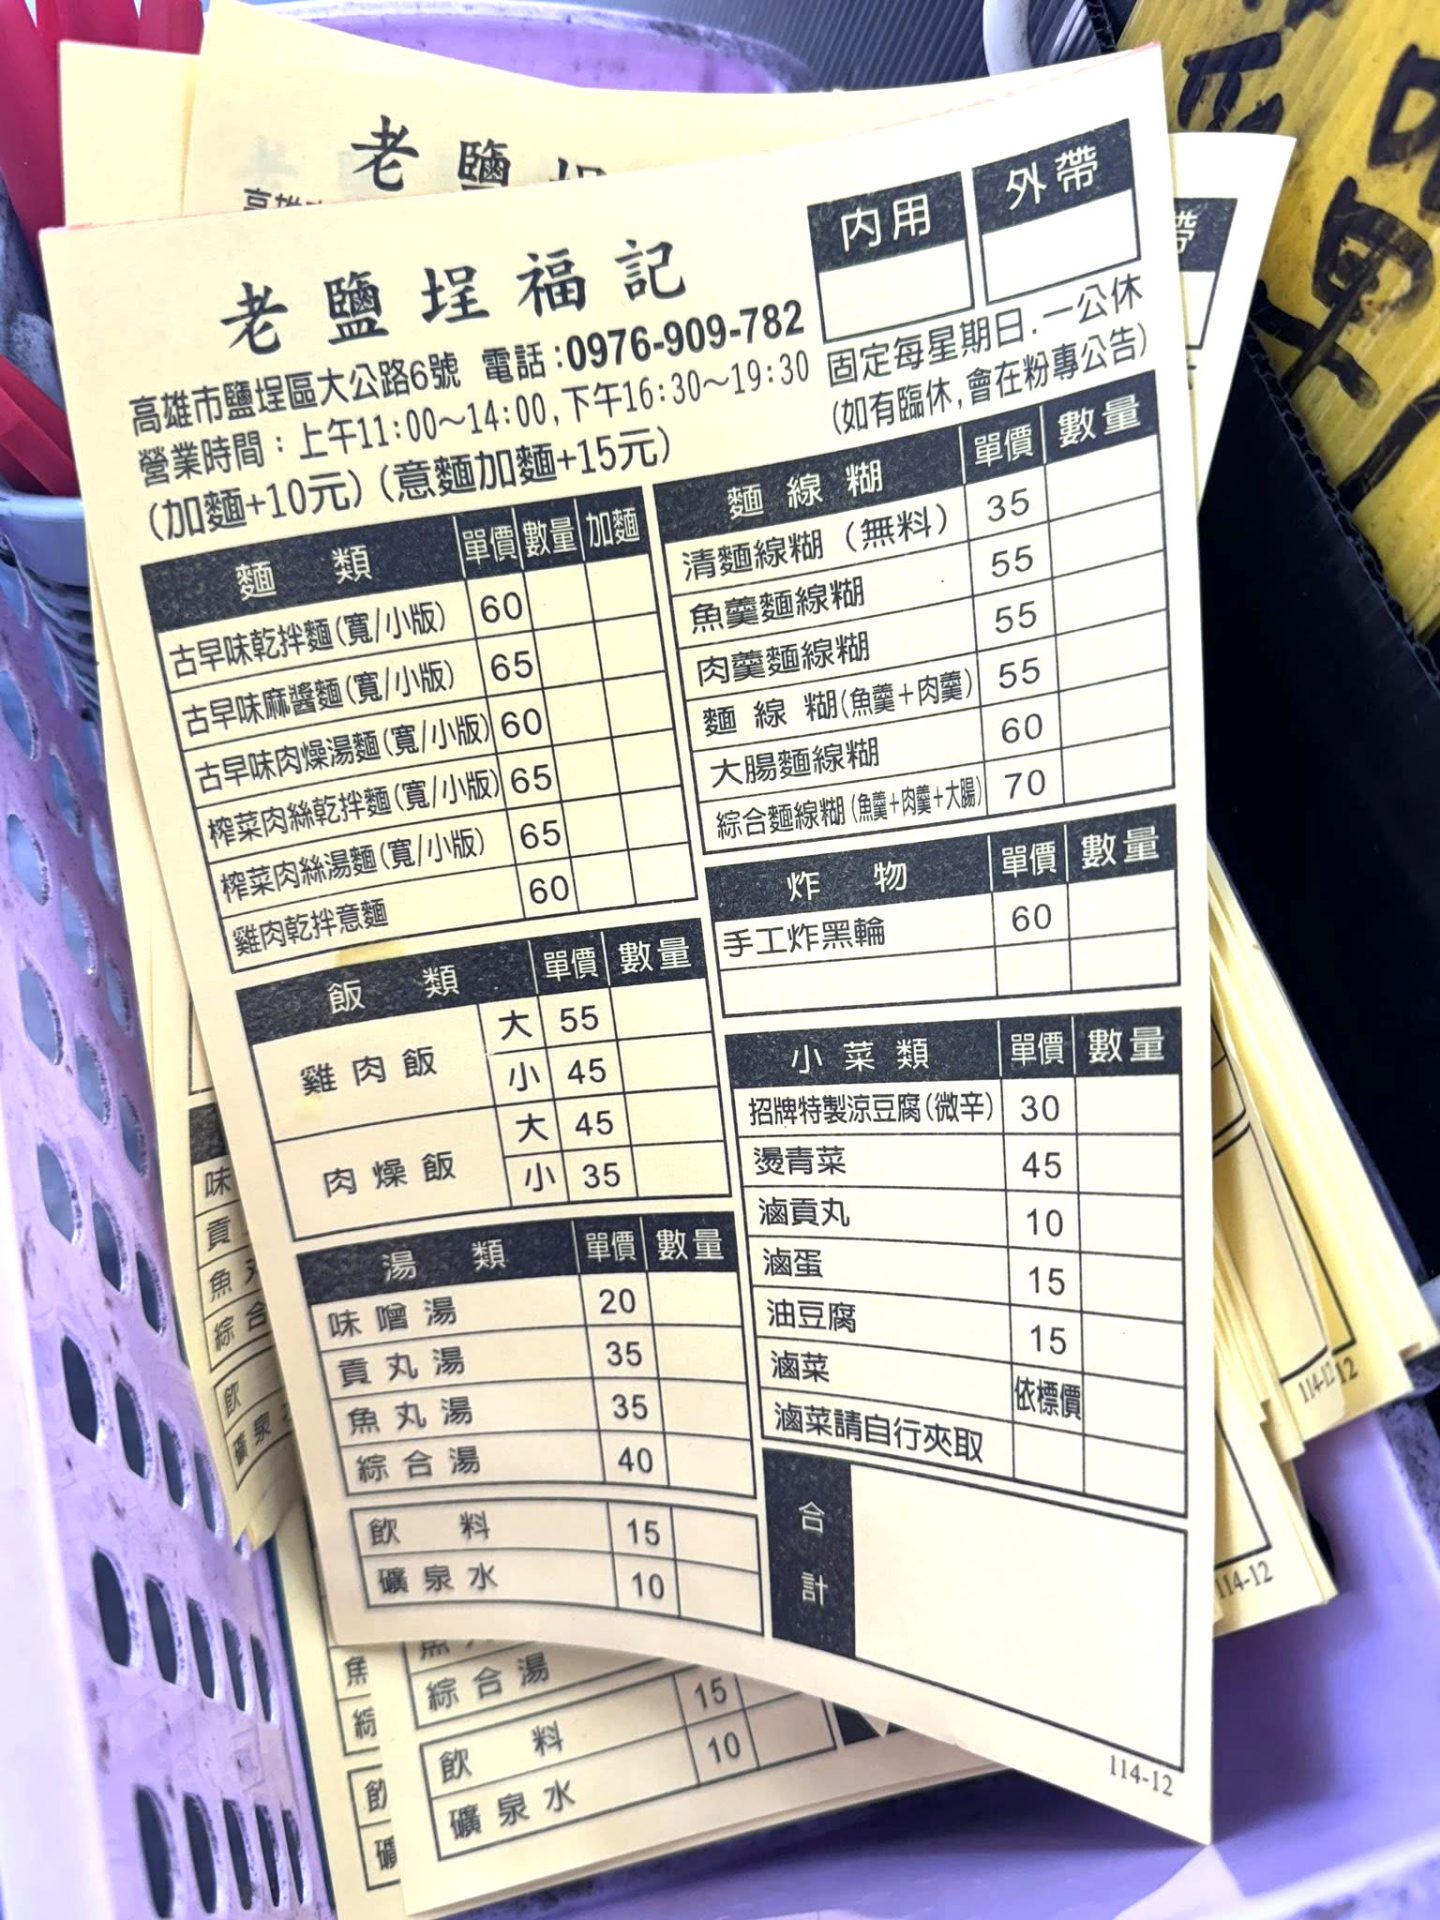 老鹽埕福記
內用
外帶
高雄市鹽埕區大公路6號 電話:0976-909-782
營業時間：上午11:00～14:00,下午16:30～19:30
(加麵+10元)(意麵加麵+15元)
固定每星期日.一公休
(如有臨休,會在粉專公告)
麵類 單價 數量 加麵
古早味乾拌麵(寬/小版) 60
古早味麻醬麵(寬/小版) 65
古早味肉燥湯麵(寬/小版) 60
榨菜肉絲乾拌麵(寬/小版) 65
榨菜肉絲湯麵(寬/小版) 65
雞肉乾拌意麵 60
飯類 單價 數量
雞肉飯 大 55
小 45
肉燥飯 大 45
小 35
湯類 單價 數量
味噌湯 20
貢丸湯 35
魚丸湯 35
綜合湯 40
飲料 15
礦泉水 10
麵線糊 單價 數量
清麵線糊（無料） 35
魚羹麵線糊 55
肉羹麵線糊 55
麵線糊(魚羹+肉羹) 55
大腸麵線糊 60
綜合麵線糊(魚羹+肉羹+大腸) 70
炸物 單價 數量
手工炸黑輪 60
小菜類 單價 數量
招牌特製涼豆腐(微辛) 30
燙青菜 45
滷貢丸 10
滷蛋 15
油豆腐 15
滷菜 依標價
滷菜請自行夾取
合計
114-12
老鹽埕
綜合湯
飲料 15
礦泉水 10
114-12
114-12
12